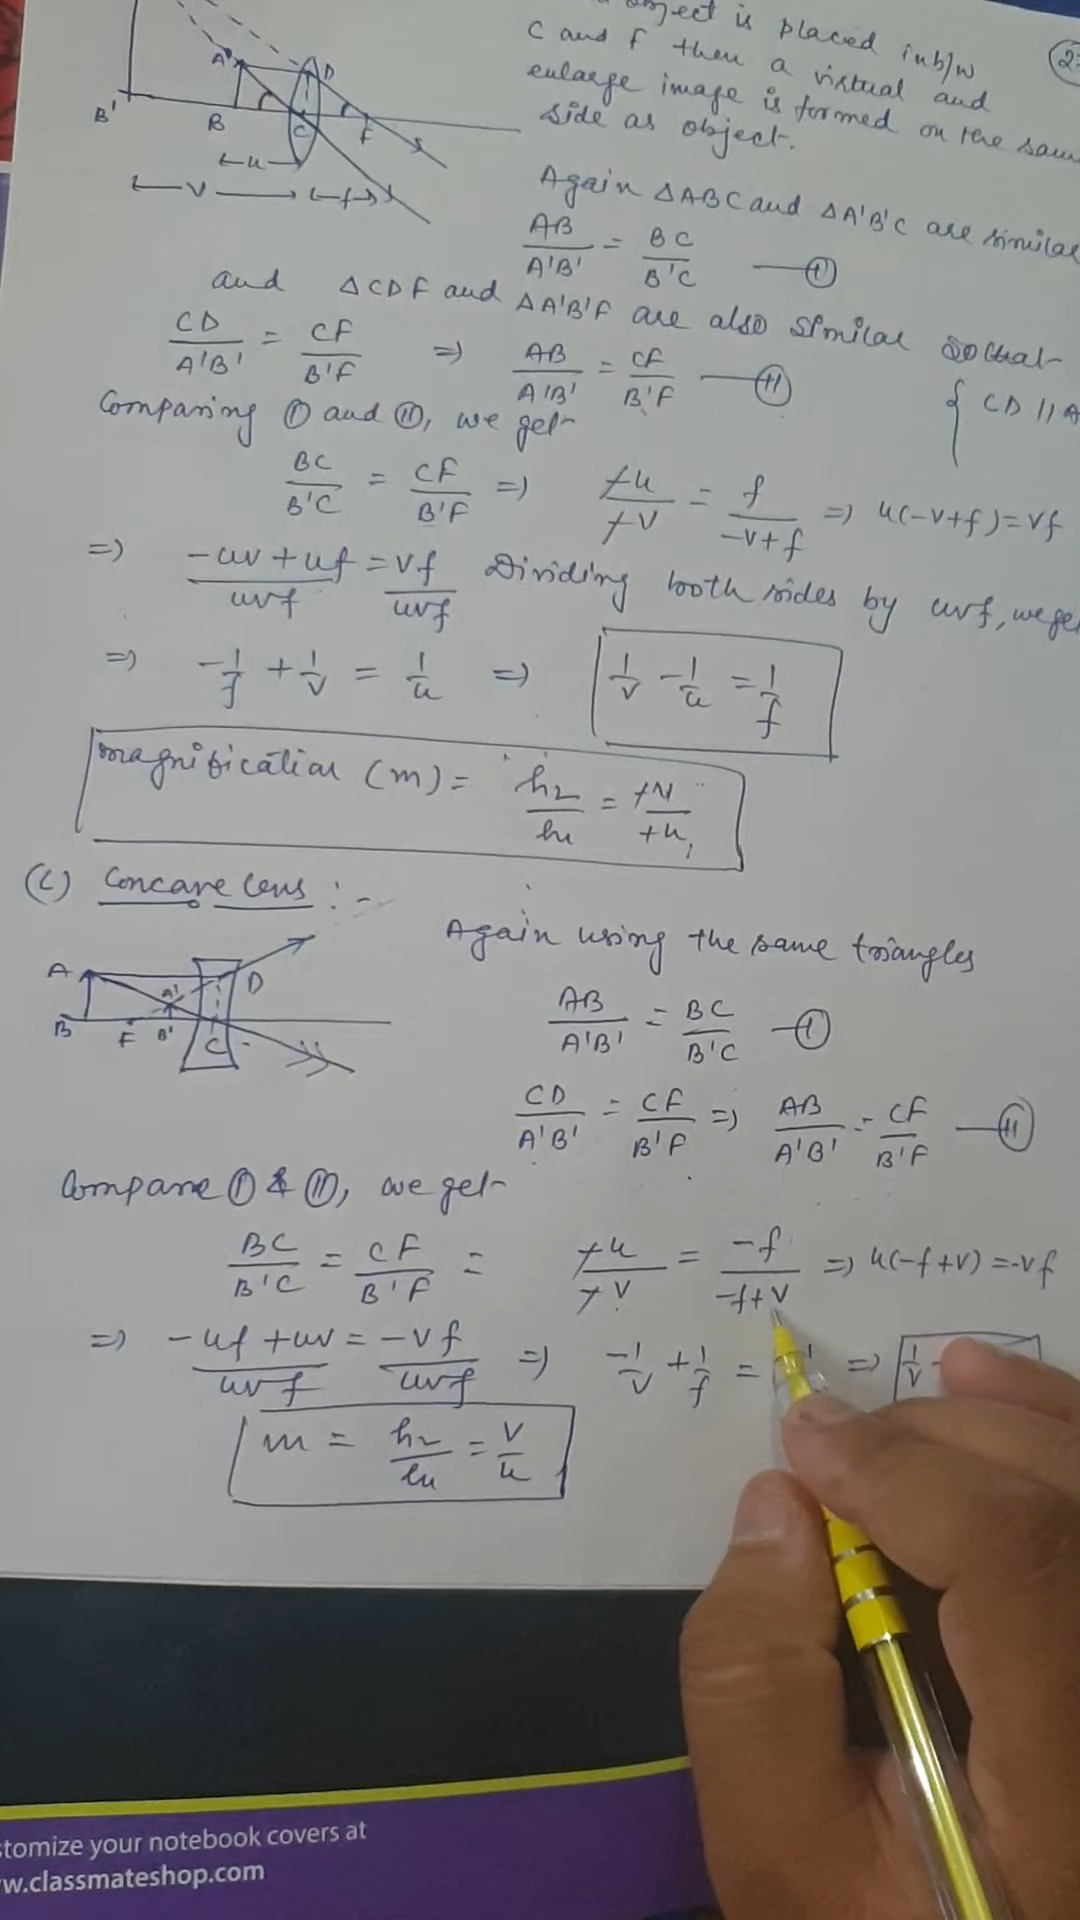 object is placed in b/w
C and f then a virtual and
enlarge image is formed on the same
side as object.
A' D
B' B C F
u
v f
Again ΔABC and ΔA'B'C are similar
AB/A'B' = BC/B'C —(I)
and ΔCDF and ΔA'B'F are also similar so that
CD/A'B' = CF/B'F => AB/A'B' = CF/B'F —(II)
{ CD || A
Comparing (I) and (II), we get
BC/B'C = CF/B'F => +u/+v = f/-v+f => u(-v+f) = vf
=> -uv+uf/uvf = vf/uvf Dividing both sides by uvf, we ge
=> -1/f + 1/v = 1/u => 1/v - 1/u = 1/f
magnification (m) = h2/h1 = +v/+u
(C) Concave lens :-
Again using the same triangles
A A' D
B F B' C
AB/A'B' = BC/B'C —(I)
CD/A'B' = CF/B'F => AB/A'B' = CF/B'F —(II)
Compare (I) & (II), we get
BC/B'C = CF/B'F = +u/+v = -f/-f+v => u(-f+v) = -vf
=> -uf+uv/uvf = -vf/uvf => -1/v + 1/f = => 1/v -
m = h2/h1 = v/u
stomize your notebook covers at
w.classmateshop.com